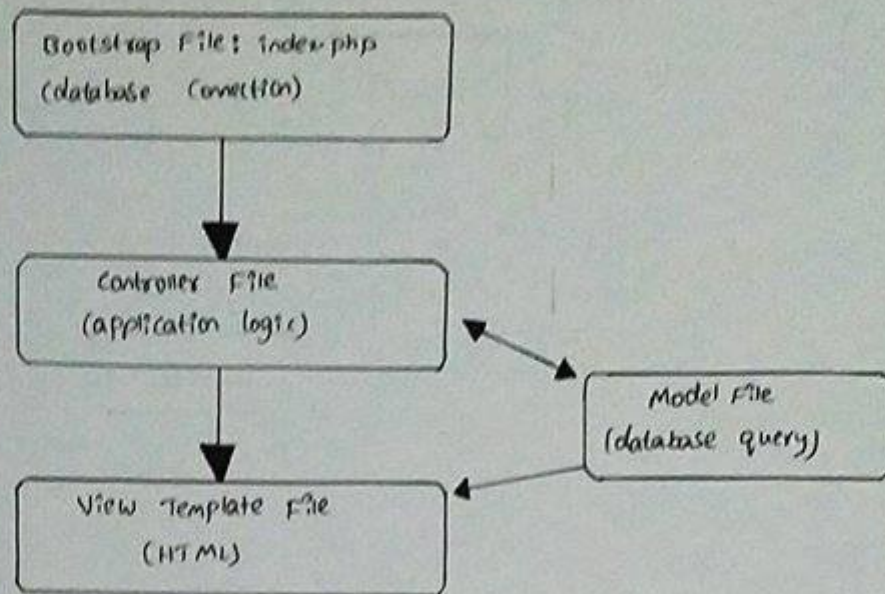 Bootstrap File: index.php
(database Connection)
Controller File
(application logic)
Model File
(database query)
View Template File
(HTML)